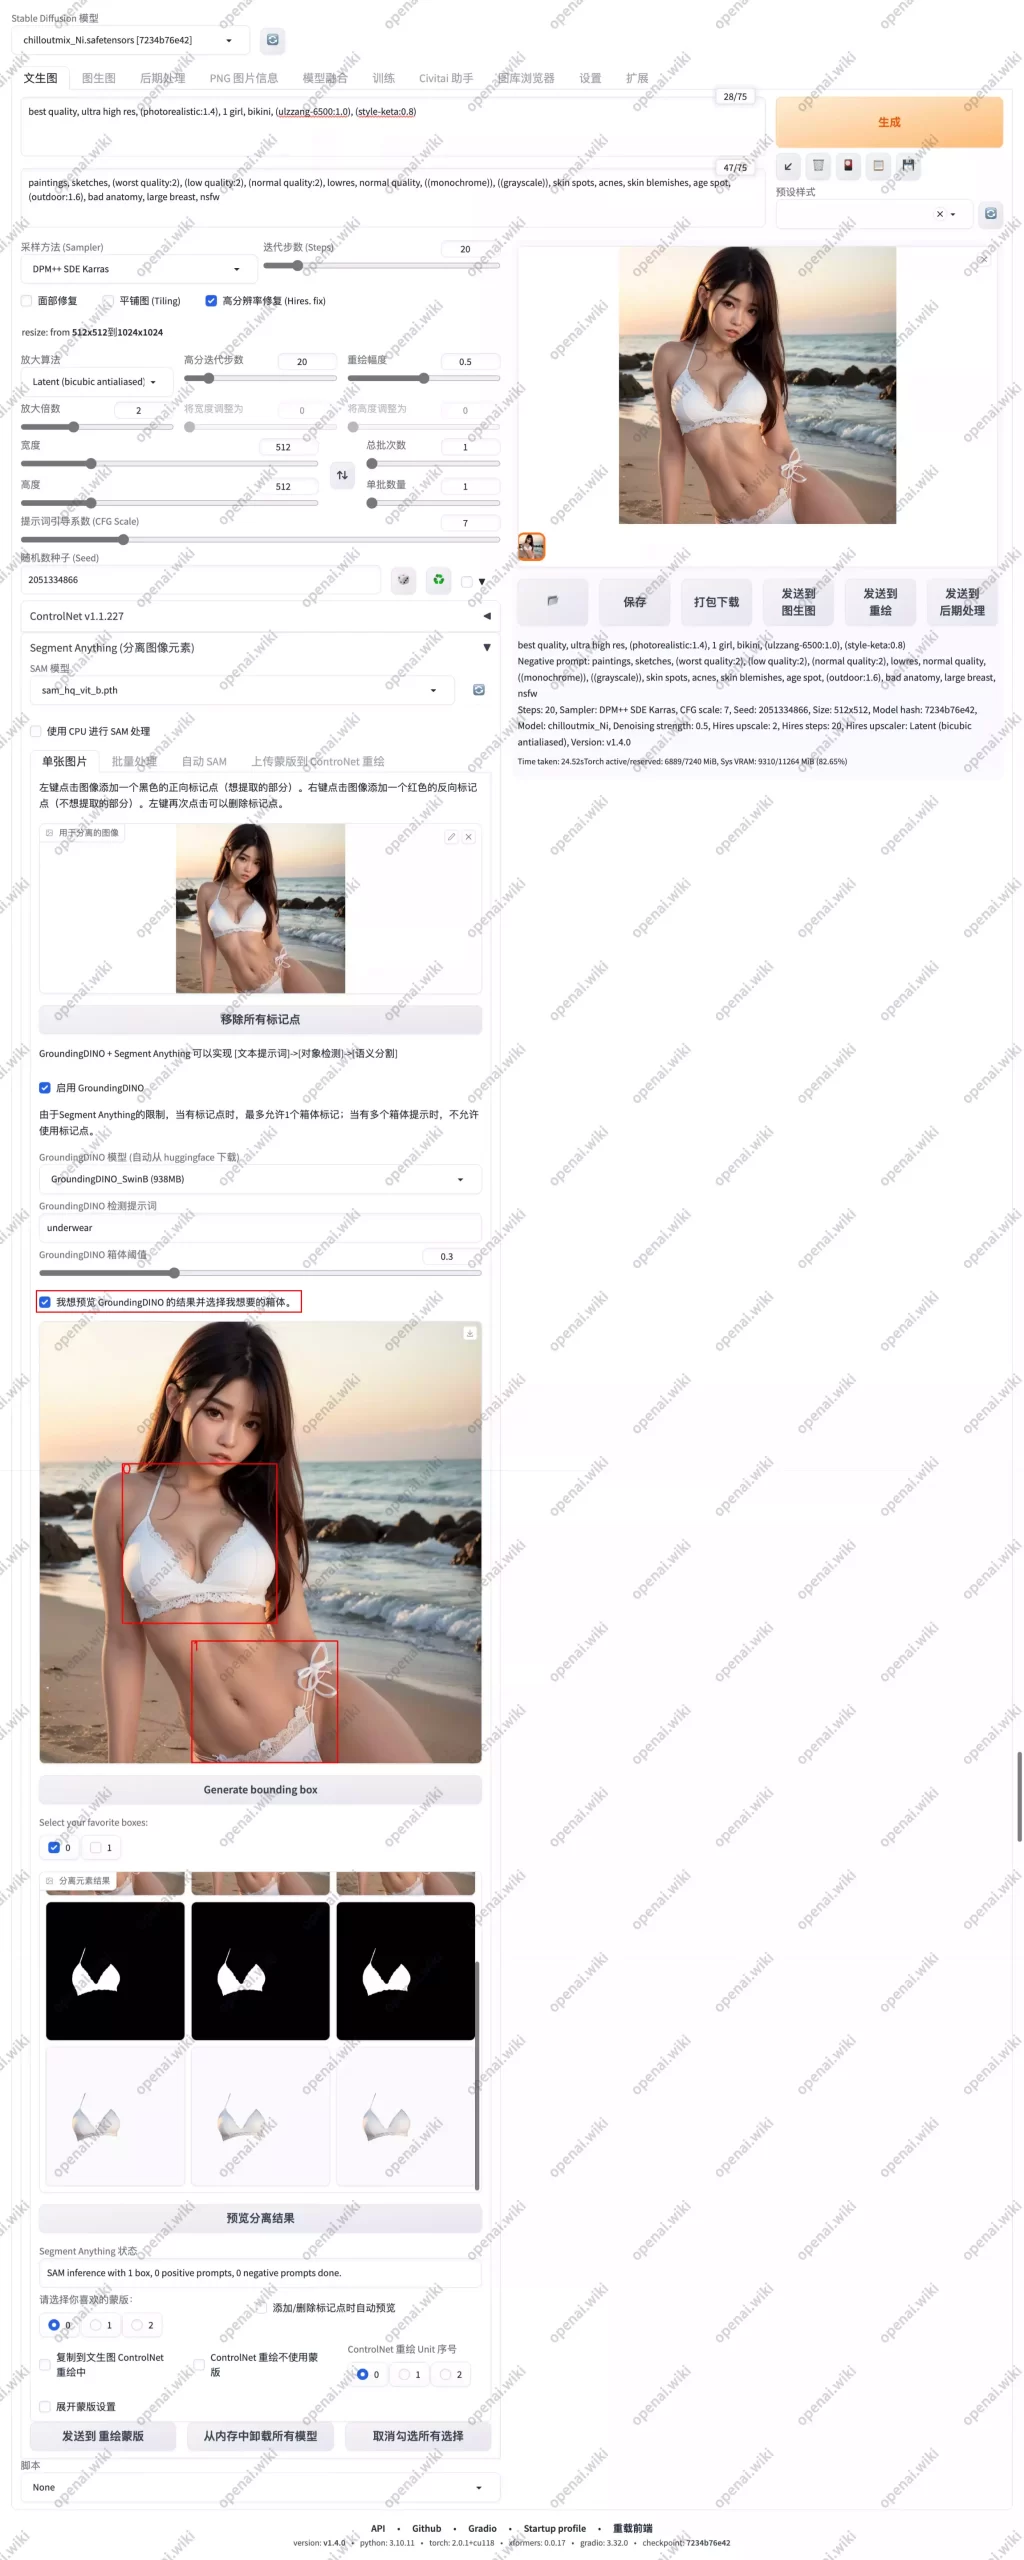 Stable Diffusion 模型
chilloutmix_Ni.safetensors [7234b76e42]
文生图 图生图 后期处理 PNG 图片信息 模型融合 训练 Civitai 助手 图库浏览器 设置 扩展
28/75
best quality, ultra high res, (photorealistic:1.4), 1 girl, bikini, (ulzzang-6500:1.0), (style-keta:0.8)
生成
47/75
paintings, sketches, (worst quality:2), (low quality:2), (normal quality:2), lowres, normal quality, ((monochrome)), ((grayscale)), skin spots, acnes, skin blemishes, age spot,
(outdoor:1.6), bad anatomy, large breast, nsfw
预设样式
采样方法 (Sampler)
DPM++ SDE Karras
迭代步数 (Steps)
20
面部修复 平铺图 (Tiling) 高分辨率修复 (Hires. fix)
resize: from 512x512到1024x1024
放大算法
Latent (bicubic antialiased)
高分迭代步数
20
重绘幅度
0.5
放大倍数
2
将宽度调整为
0
将高度调整为
0
宽度
512
总批次数
1
高度
512
单批数量
1
提示词引导系数 (CFG Scale)
7
随机数种子 (Seed)
2051334866
ControlNet v1.1.227
Segment Anything (分离图像元素)
SAM 模型
sam_hq_vit_b.pth
使用 CPU 进行 SAM 处理
单张图片 批量处理 自动 SAM 上传蒙版到 ControNet 重绘
左键点击图像添加一个黑色的正向标记点（想提取的部分）。右键点击图像添加一个红色的反向标记
点（不想提取的部分）。左键再次点击可以删除标记点。
用于分离的图像
移除所有标记点
GroundingDINO + Segment Anything 可以实现 [文本提示词]->[对象检测]->[语义分割]
启用 GroundingDINO
由于Segment Anything的限制，当有标记点时，最多允许1个箱体标记；当有多个箱体提示时，不允许
使用标记点。
GroundingDINO 模型 (自动从 huggingface 下载)
GroundingDINO_SwinB (938MB)
GroundingDINO 检测提示词
underwear
GroundingDINO 箱体阈值
0.3
我想预览 GroundingDINO 的结果并选择我想要的箱体。
0
1
Generate bounding box
Select your favorite boxes:
0 1
分离元素结果
预览分离结果
Segment Anything 状态
SAM inference with 1 box, 0 positive prompts, 0 negative prompts done.
请选择你喜欢的蒙版:
0 1 2
添加/删除标记点时自动预览
复制到文生图 ControlNet
重绘中
ControlNet 重绘不使用蒙
版
ControlNet 重绘 Unit 序号
0 1 2
展开蒙版设置
发送到 重绘蒙版 从内存中卸载所有模型 取消勾选所有选择
脚本
None
保存 打包下载 发送到
图生图 发送到
重绘 发送到
后期处理
best quality, ultra high res, (photorealistic:1.4), 1 girl, bikini, (ulzzang-6500:1.0), (style-keta:0.8)
Negative prompt: paintings, sketches, (worst quality:2), (low quality:2), (normal quality:2), lowres, normal quality,
((monochrome)), ((grayscale)), skin spots, acnes, skin blemishes, age spot, (outdoor:1.6), bad anatomy, large breast,
nsfw
Steps: 20, Sampler: DPM++ SDE Karras, CFG scale: 7, Seed: 2051334866, Size: 512x512, Model hash: 7234b76e42,
Model: chilloutmix_Ni, Denoising strength: 0.5, Hires upscale: 2, Hires steps: 20, Hires upscaler: Latent (bicubic
antialiased), Version: v1.4.0
Time taken: 24.52sTorch active/reserved: 6889/7240 MiB, Sys VRAM: 9310/11264 MiB (82.65%)
API • Github • Gradio • Startup profile • 重载前端
version: v1.4.0 • python: 3.10.11 • torch: 2.0.1+cu118 • xformers: 0.0.17 • gradio: 3.32.0 • checkpoint: 7234b76e42
openai.wiki